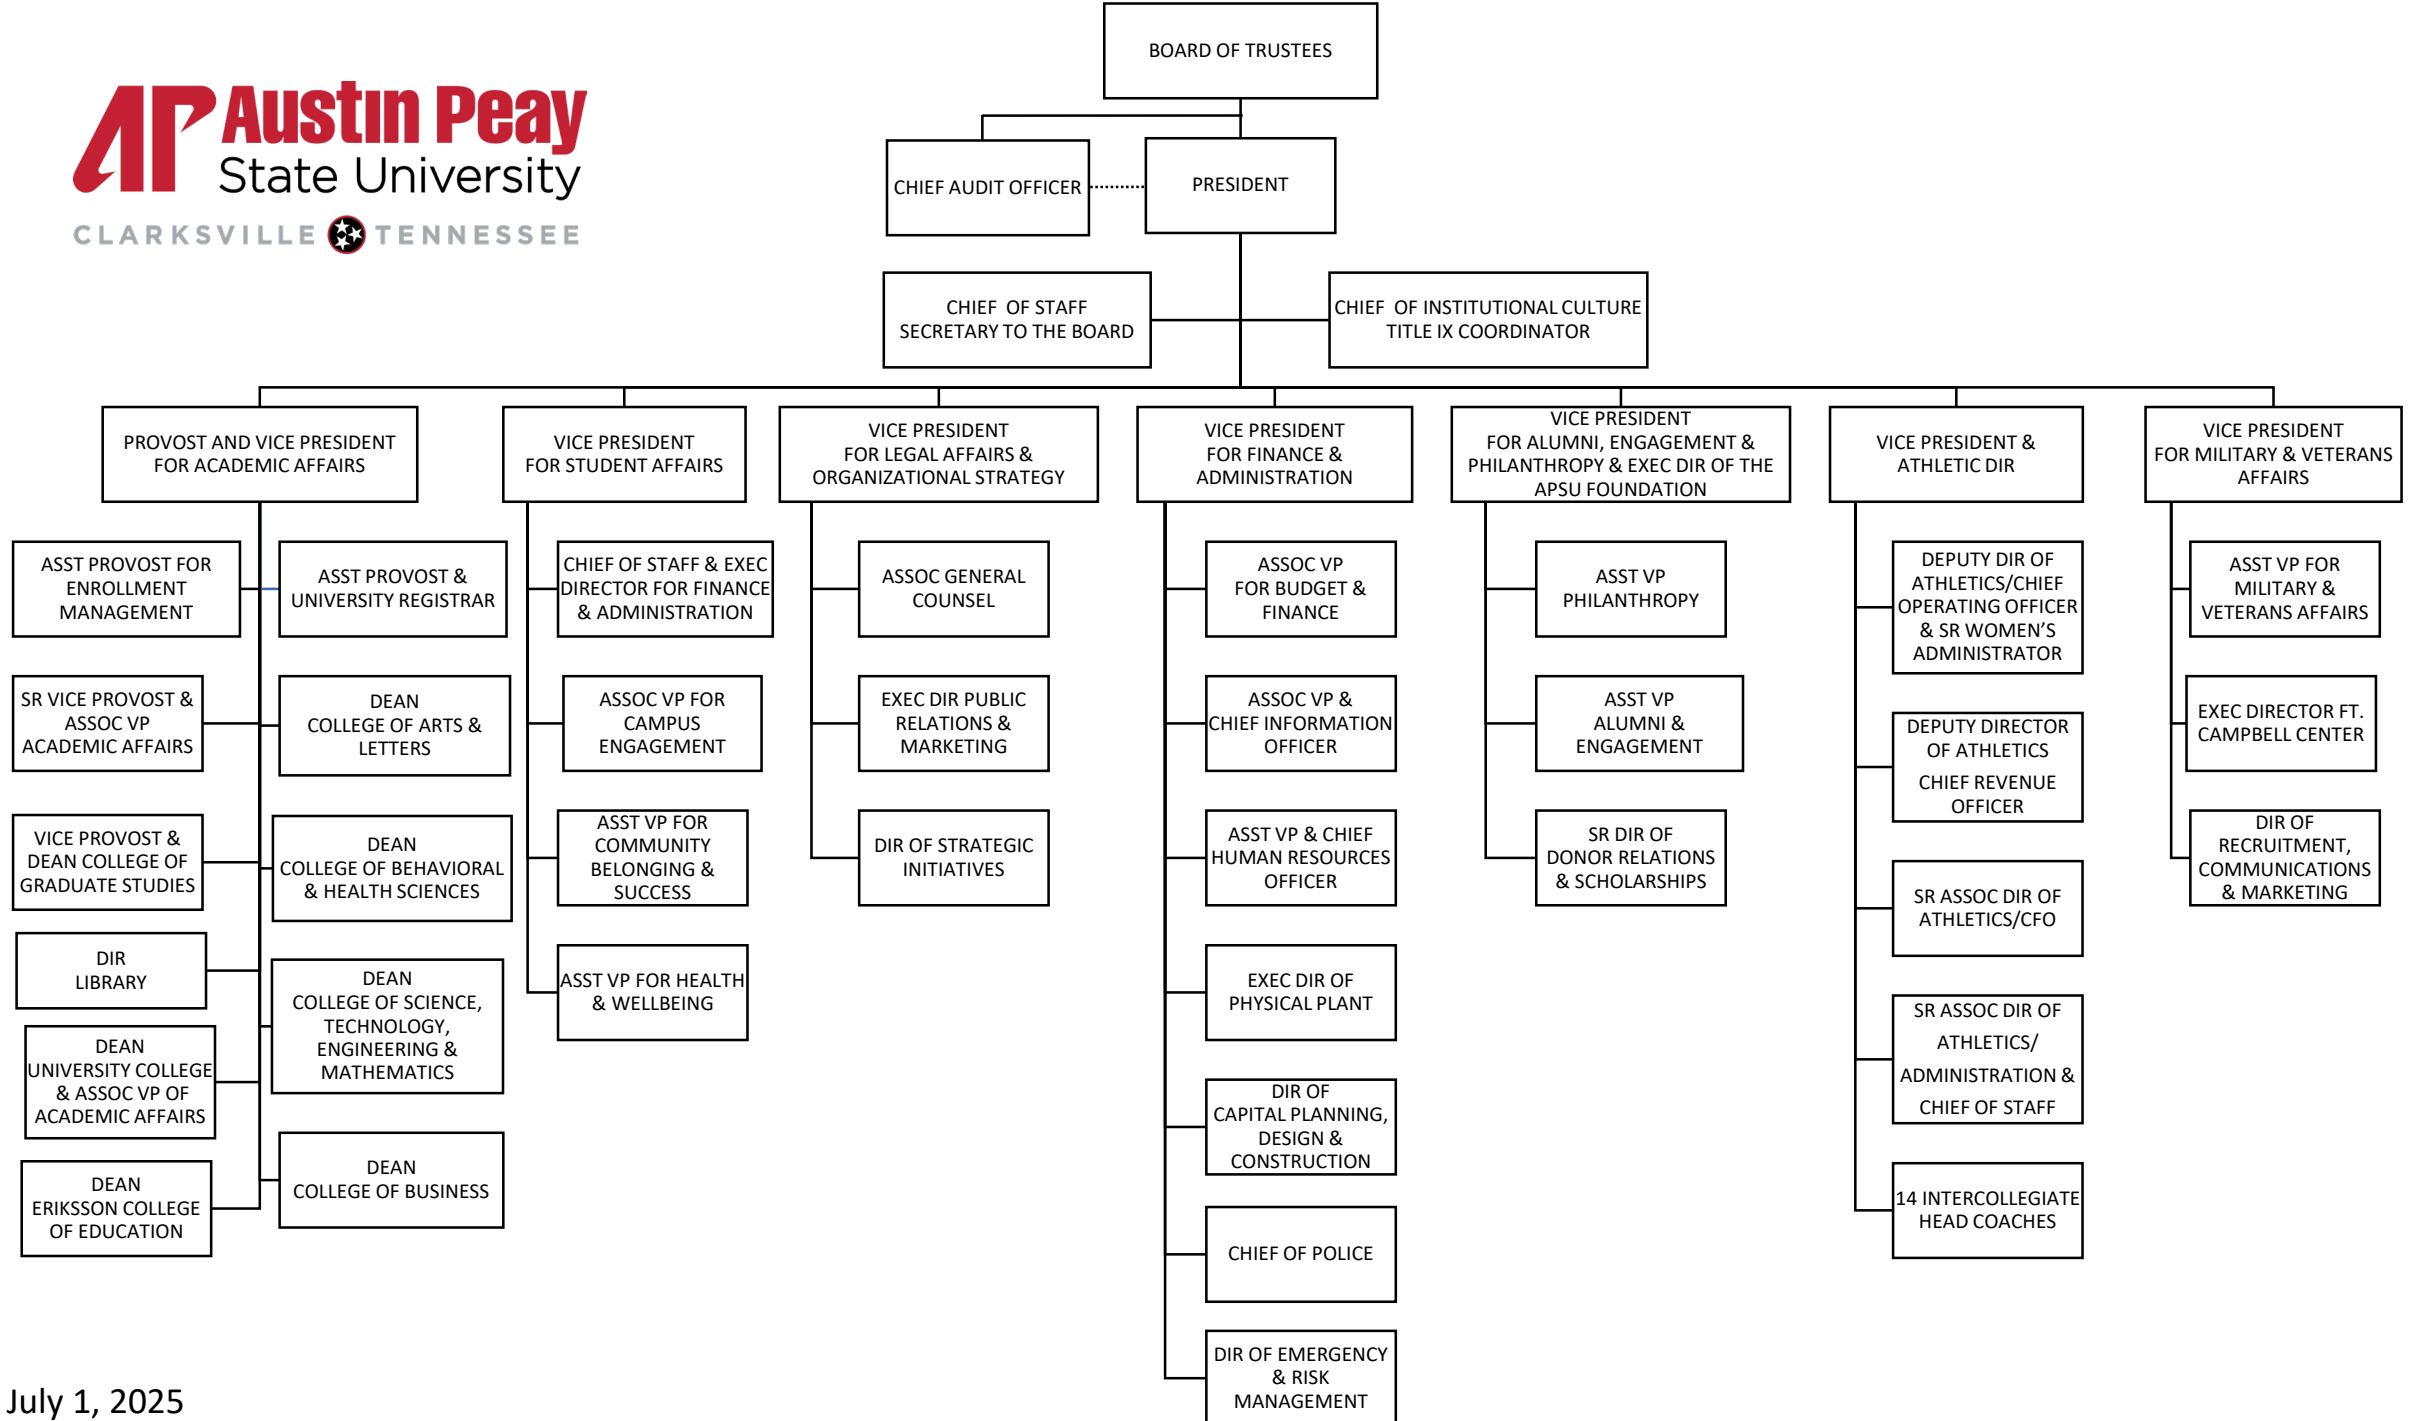 BOARD OF TRUSTEES
AP Austin Peay
State University
CLARKSVILLE TENNESSEE
CHIEF AUDIT OFFICER
PRESIDENT
CHIEF OF STAFF
SECRETARY TO THE BOARD
CHIEF OF INSTITUTIONAL CULTURE
TITLE IX COORDINATOR
PROVOST AND VICE PRESIDENT
FOR ACADEMIC AFFAIRS
VICE PRESIDENT
FOR STUDENT AFFAIRS
VICE PRESIDENT
FOR LEGAL AFFAIRS &
ORGANIZATIONAL STRATEGY
VICE PRESIDENT
FOR FINANCE &
ADMINISTRATION
VICE PRESIDENT
FOR ALUMNI, ENGAGEMENT &
PHILANTHROPY & EXEC DIR OF THE
APSU FOUNDATION
VICE PRESIDENT &
ATHLETIC DIR
VICE PRESIDENT
FOR MILITARY & VETERANS
AFFAIRS
ASST PROVOST FOR
ENROLLMENT
MANAGEMENT
ASST PROVOST &
UNIVERSITY REGISTRAR
SR VICE PROVOST &
ASSOC VP
ACADEMIC AFFAIRS
DEAN
COLLEGE OF ARTS &
LETTERS
VICE PROVOST &
DEAN COLLEGE OF
GRADUATE STUDIES
DEAN
COLLEGE OF BEHAVIORAL
& HEALTH SCIENCES
DIR
LIBRARY
DEAN
COLLEGE OF SCIENCE,
TECHNOLOGY,
ENGINEERING &
MATHEMATICS
DEAN
UNIVERSITY COLLEGE
& ASSOC VP OF
ACADEMIC AFFAIRS
DEAN
COLLEGE OF BUSINESS
DEAN
ERIKSSON COLLEGE
OF EDUCATION
CHIEF OF STAFF & EXEC
DIRECTOR FOR FINANCE
& ADMINISTRATION
ASSOC VP FOR
CAMPUS
ENGAGEMENT
ASST VP FOR
COMMUNITY
BELONGING &
SUCCESS
ASST VP FOR HEALTH
& WELLBEING
ASSOC GENERAL
COUNSEL
EXEC DIR PUBLIC
RELATIONS &
MARKETING
DIR OF STRATEGIC
INITIATIVES
ASSOC VP
FOR BUDGET &
FINANCE
ASSOC VP &
CHIEF INFORMATION
OFFICER
ASST VP & CHIEF
HUMAN RESOURCES
OFFICER
EXEC DIR OF
PHYSICAL PLANT
DIR OF
CAPITAL PLANNING,
DESIGN &
CONSTRUCTION
CHIEF OF POLICE
DIR OF EMERGENCY
& RISK
MANAGEMENT
ASST VP
PHILANTHROPY
ASST VP
ALUMNI &
ENGAGEMENT
SR DIR OF
DONOR RELATIONS
& SCHOLARSHIPS
DEPUTY DIR OF
ATHLETICS/CHIEF
OPERATING OFFICER
& SR WOMEN’S
ADMINISTRATOR
DEPUTY DIRECTOR
OF ATHLETICS
CHIEF REVENUE
OFFICER
SR ASSOC DIR OF
ATHLETICS/CFO
SR ASSOC DIR OF
ATHLETICS/
ADMINISTRATION &
CHIEF OF STAFF
14 INTERCOLLEGIATE
HEAD COACHES
ASST VP FOR
MILITARY &
VETERANS AFFAIRS
EXEC DIRECTOR FT.
CAMPBELL CENTER
DIR OF
RECRUITMENT,
COMMUNICATIONS
& MARKETING
July 1, 2025